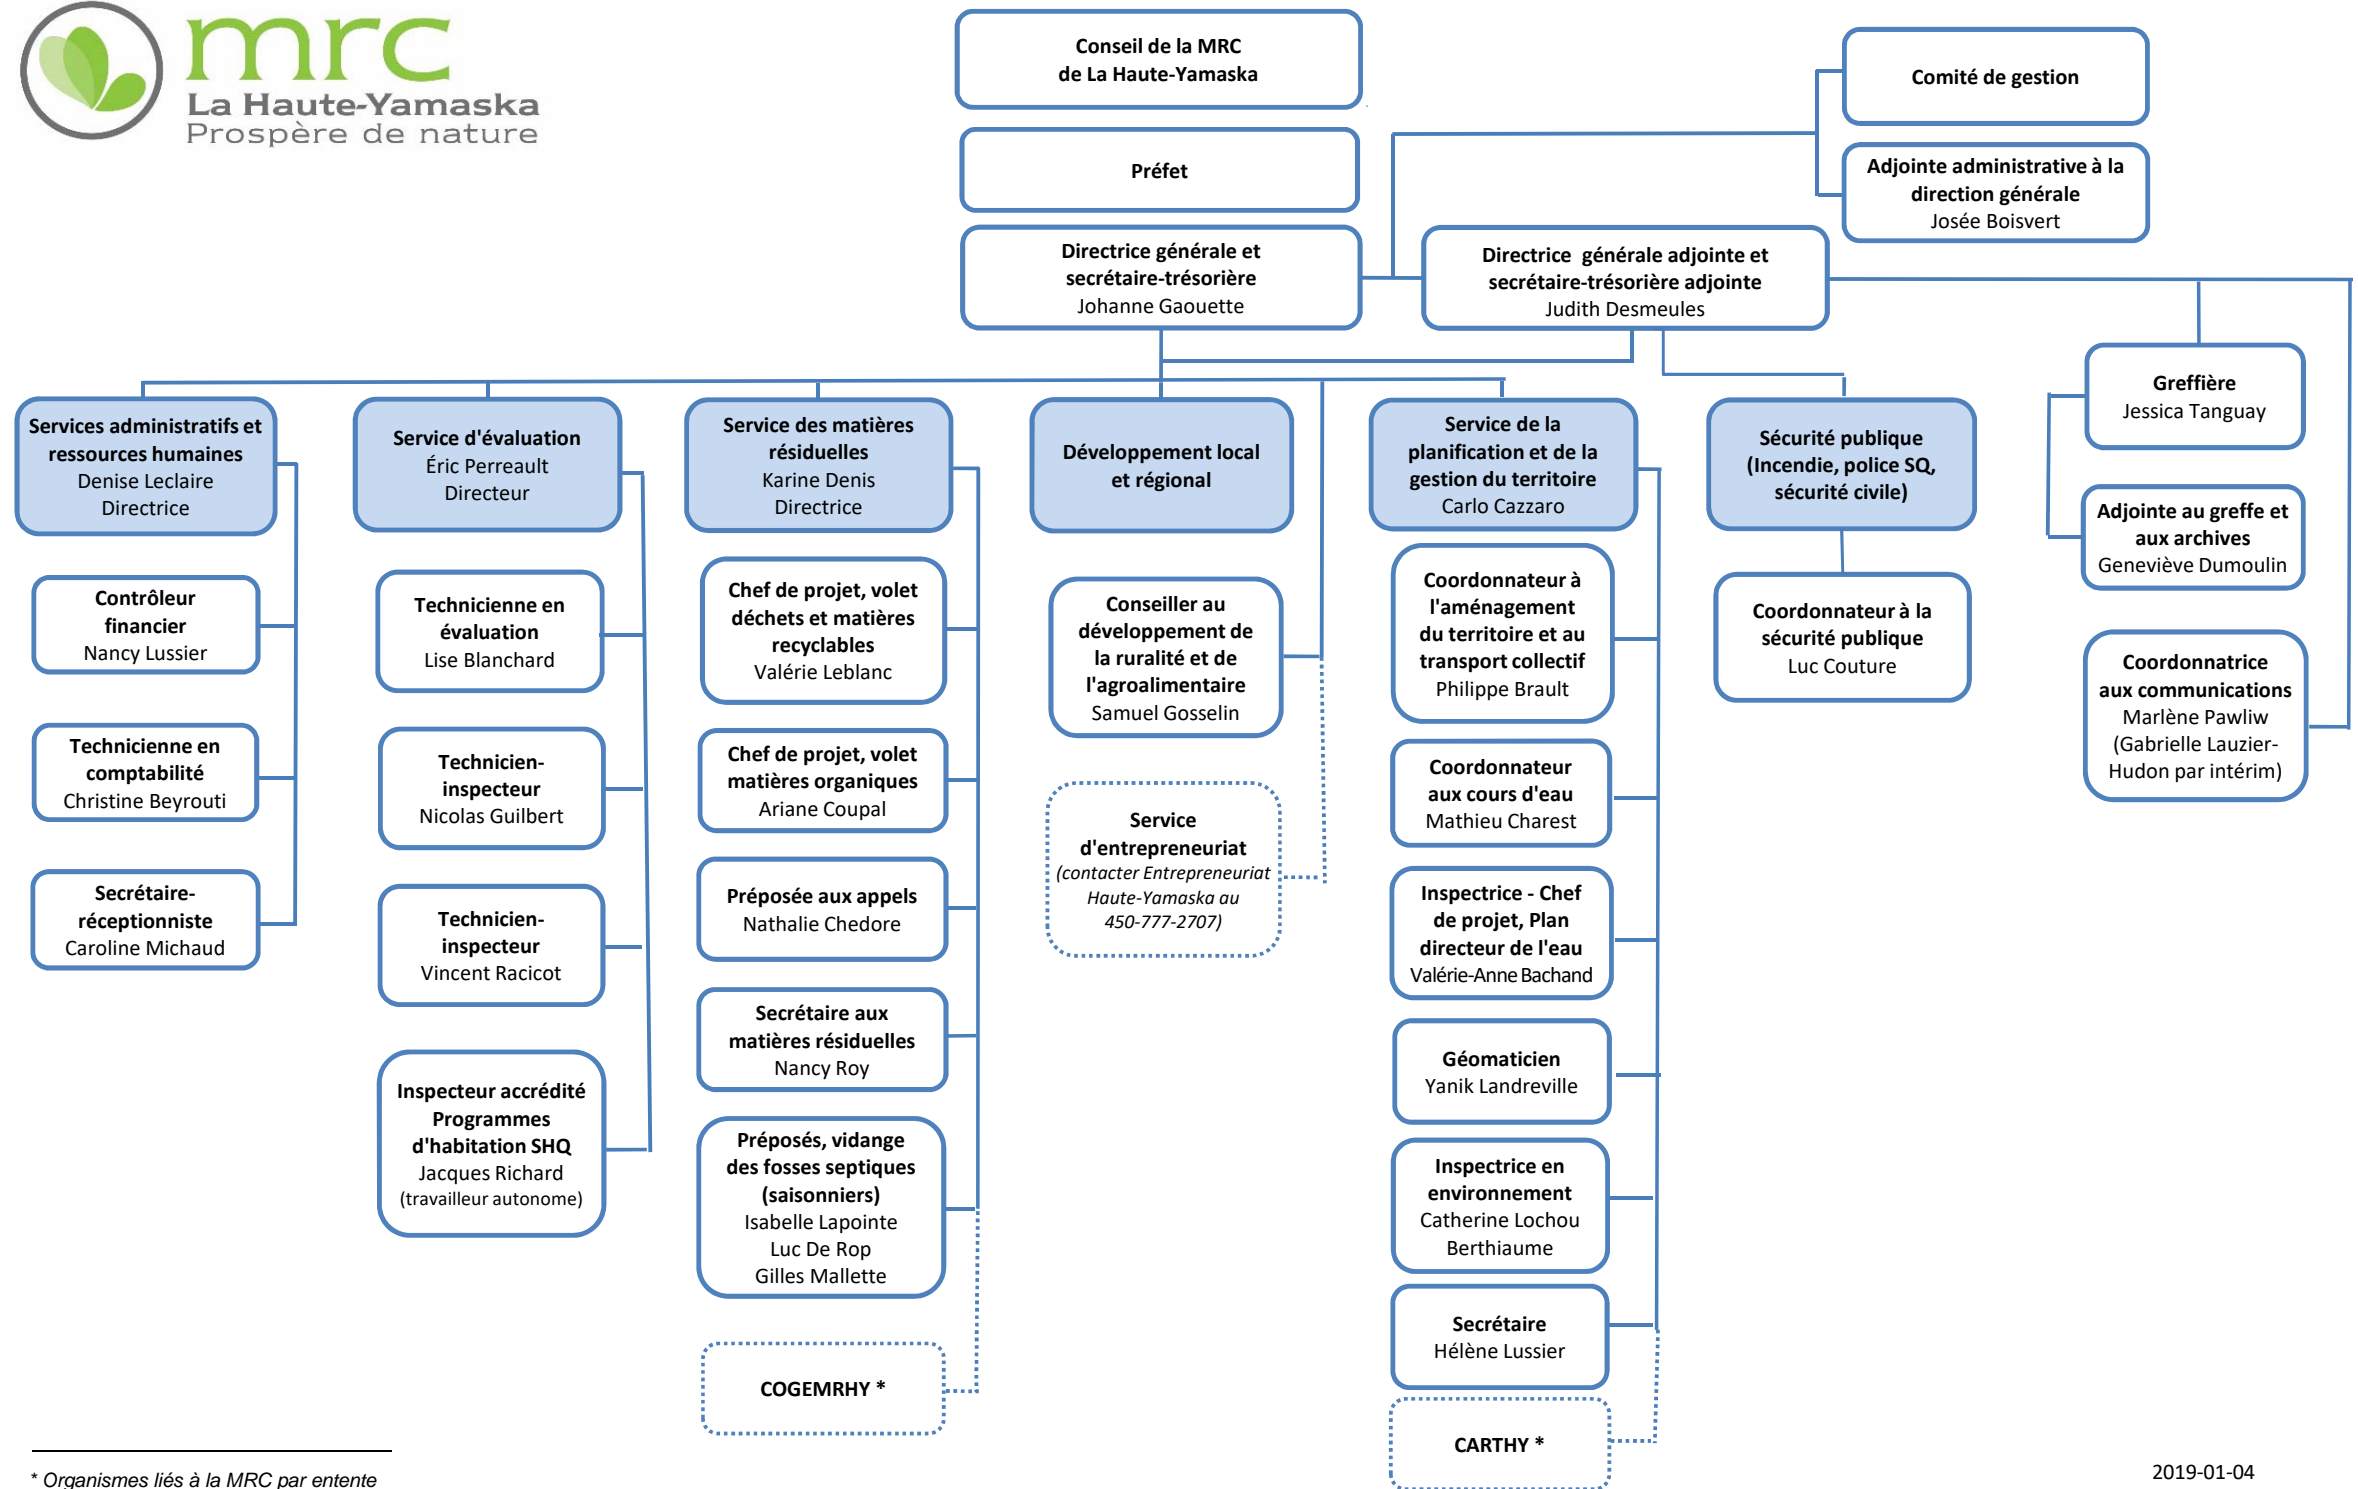 mrc
La Haute-Yamaska
Prospère de nature
Conseil de la MRC
de La Haute-Yamaska
Préfet
Directrice générale et
secrétaire-trésorière
Johanne Gaouette
Directrice générale adjointe et
secrétaire-trésorière adjointe
Judith Desmeules
Comité de gestion
Adjointe administrative à la
direction générale
Josée Boisvert
Services administratifs et
ressources humaines
Denise Leclaire
Directrice
Contrôleur
financier
Nancy Lussier
Technicienne en
comptabilité
Christine Beyrouti
Secrétaire-
réceptionniste
Caroline Michaud
Service d'évaluation
Éric Perreault
Directeur
Technicienne en
évaluation
Lise Blanchard
Technicien-
inspecteur
Nicolas Guilbert
Technicien-
inspecteur
Vincent Racicot
Inspecteur accrédité
Programmes
d'habitation SHQ
Jacques Richard
(travailleur autonome)
Service des matières
résiduelles
Karine Denis
Directrice
Chef de projet, volet
déchets et matières
recyclables
Valérie Leblanc
Chef de projet, volet
matières organiques
Ariane Coupal
Préposée aux appels
Nathalie Chedore
Secrétaire aux
matières résiduelles
Nancy Roy
Préposés, vidange
des fosses septiques
(saisonniers)
Isabelle Lapointe
Luc De Rop
Gilles Mallette
COGEMRHY *
Développement local
et régional
Conseiller au
développement de
la ruralité et de
l'agroalimentaire
Samuel Gosselin
Service
d'entrepreneuriat
(contacter Entrepreneuriat
Haute-Yamaska au
450-777-2707)
Service de la
planification et de la
gestion du territoire
Carlo Cazzaro
Coordonnateur à
l'aménagement
du territoire et au
transport collectif
Philippe Brault
Coordonnateur
aux cours d'eau
Mathieu Charest
Inspectrice - Chef
de projet, Plan
directeur de l'eau
Valérie-Anne Bachand
Géomaticien
Yanik Landreville
Inspectrice en
environnement
Catherine Lochou
Berthiaume
Secrétaire
Hélène Lussier
CARTHY *
Sécurité publique
(Incendie, police SQ,
sécurité civile)
Coordonnateur à la
sécurité publique
Luc Couture
Greffière
Jessica Tanguay
Adjointe au greffe et
aux archives
Geneviève Dumoulin
Coordonnatrice
aux communications
Marlène Pawliw
(Gabrielle Lauzier-
Hudon par intérim)
* Organismes liés à la MRC par entente
2019-01-04